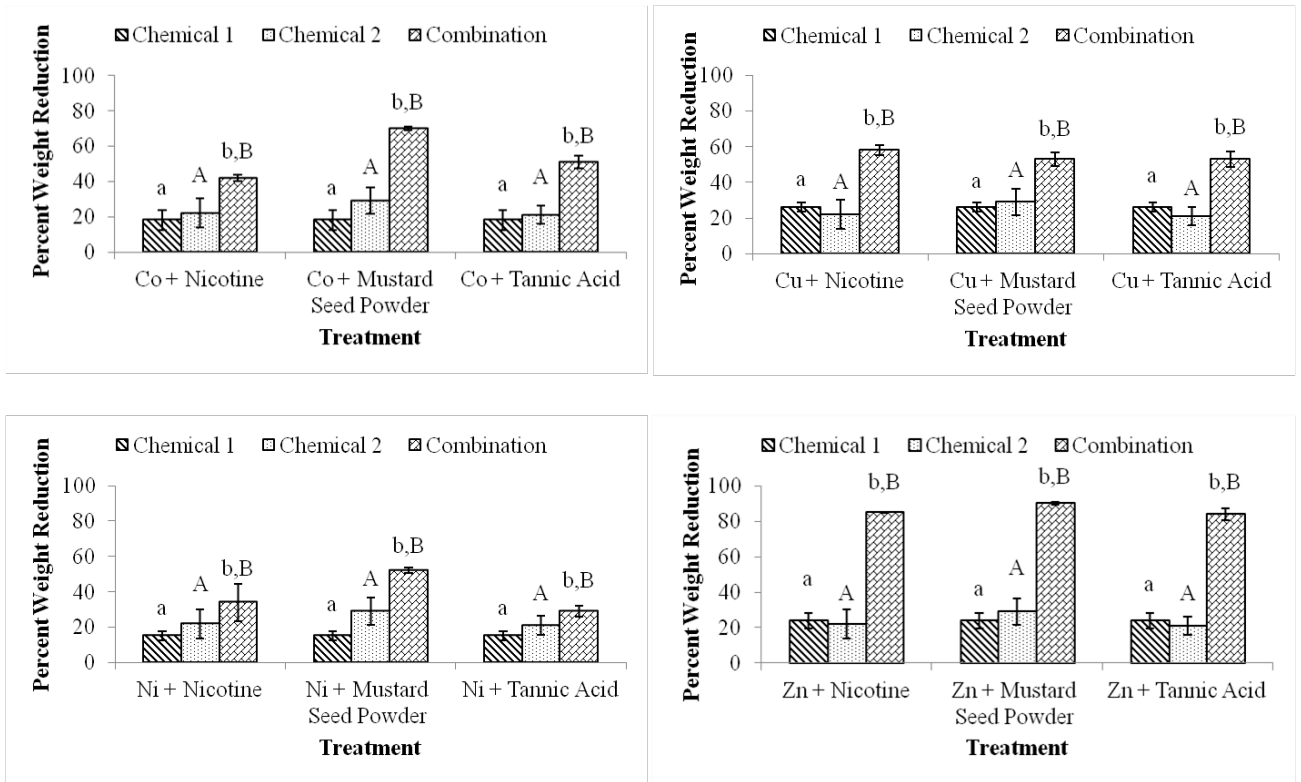 Chemical 1 Chemical 2 Combination
Percent Weight Reduction
100
80
60
40
20
0
a A b,B a A b,B a A b,B
Co + Nicotine Co + Mustard Seed Powder Co + Tannic Acid
Treatment
Chemical 1 Chemical 2 Combination
Percent Weight Reduction
100
80
60
40
20
0
a A b,B a A b,B a A b,B
Cu + Nicotine Cu + Mustard Seed Powder Cu + Tannic Acid
Treatment
Chemical 1 Chemical 2 Combination
Percent Weight Reduction
100
80
60
40
20
0
a A b,B a A b,B a A b,B
Ni + Nicotine Ni + Mustard Seed Powder Ni + Tannic Acid
Treatment
Chemical 1 Chemical 2 Combination
Percent Weight Reduction
100
80
60
40
20
0
a A b,B a A b,B a A b,B
Zn + Nicotine Zn + Mustard Seed Powder Zn + Tannic Acid
Treatment